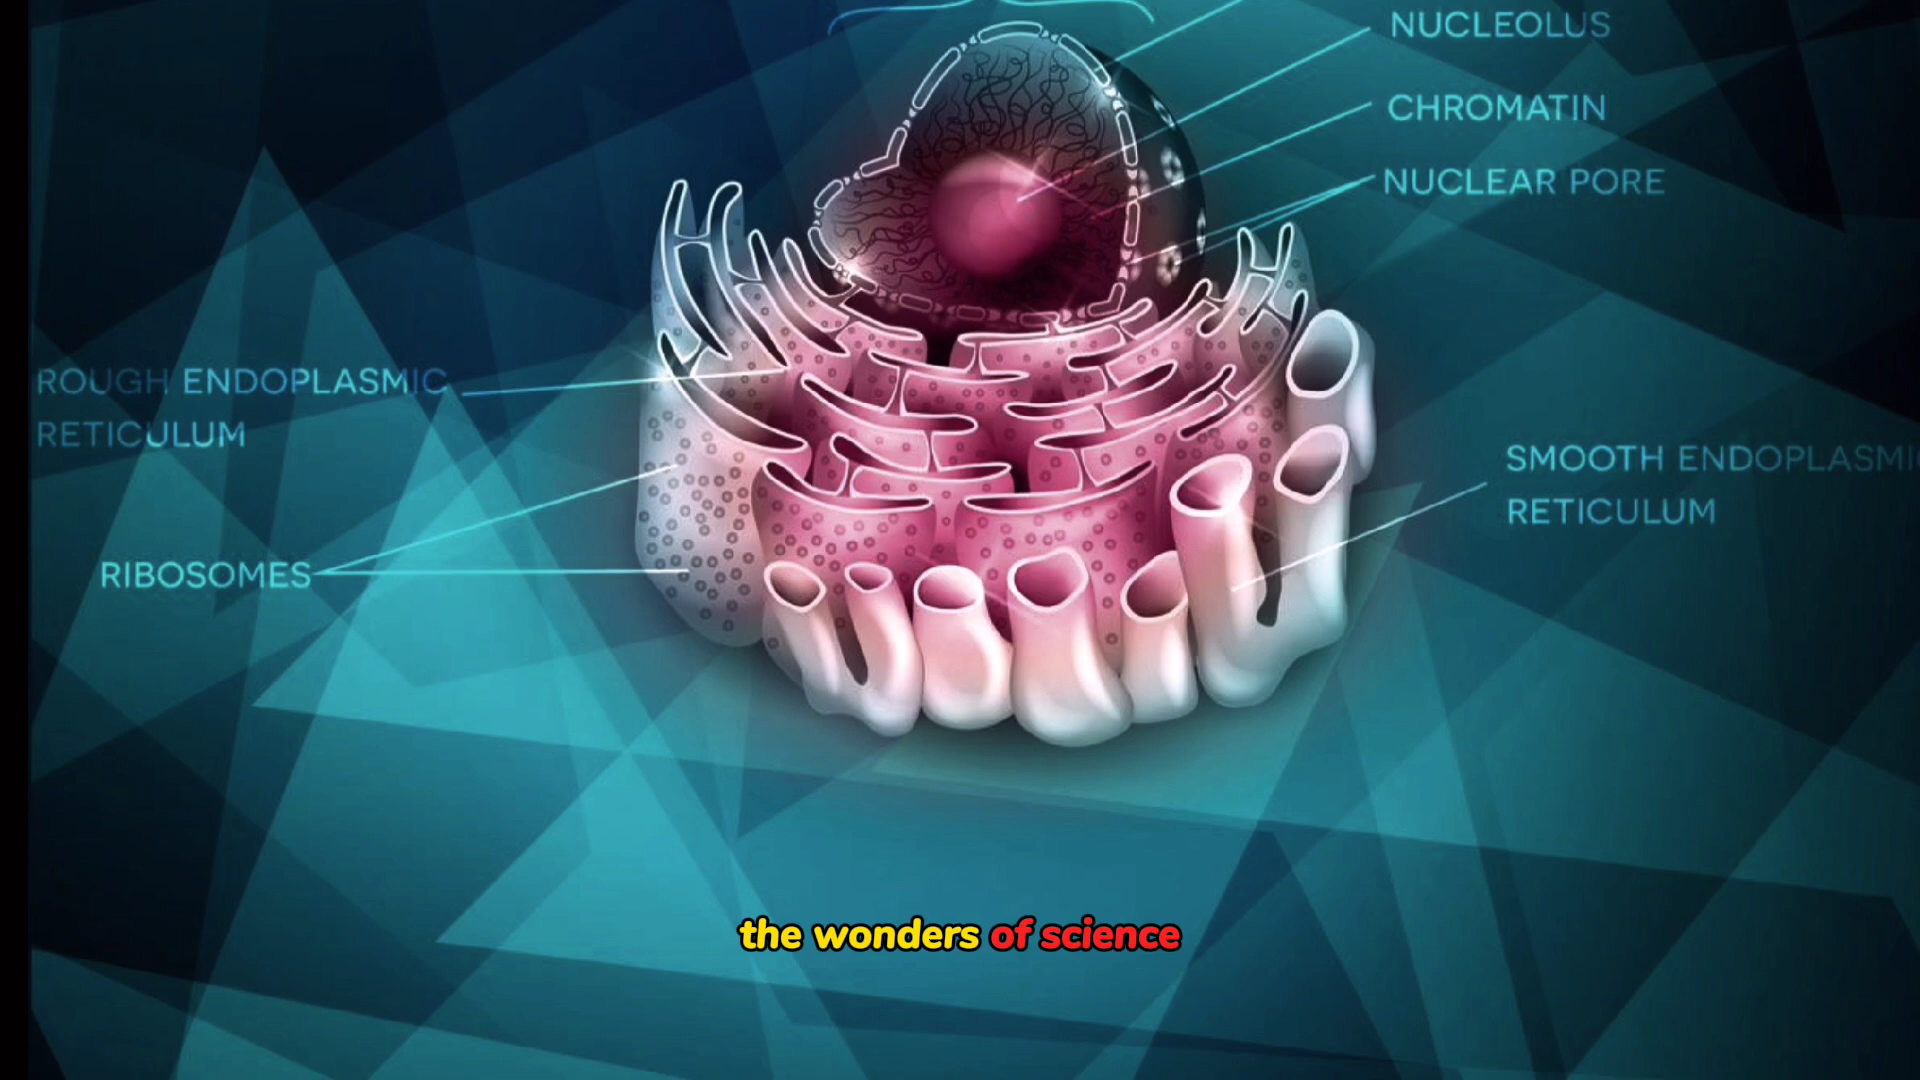 NUCLEOLUS
CHROMATIN
NUCLEAR PORE
ROUGH ENDOPLASMIC
RETICULUM
SMOOTH ENDOPLASMIC
RETICULUM
RIBOSOMES
the wonders of science